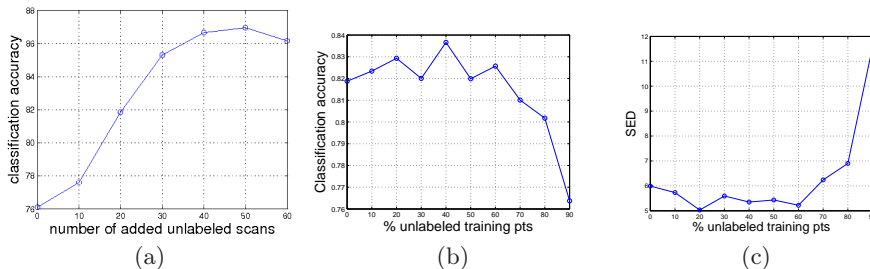 88
86
84
82
80
78
76
0 10 20 30 40 50 60
classification accuracy
number of added unlabeled scans
(a)
0.84
0.83
0.82
0.81
0.8
0.79
0.78
0.77
0.76
0 10 20 30 40 50 60 70 80 90
Classification accuracy
% unlabeled training pts
(b)
12
11
10
9
8
7
6
5
0 10 20 30 40 50 60 70 80
SED
% unlabeled training pts
(c)